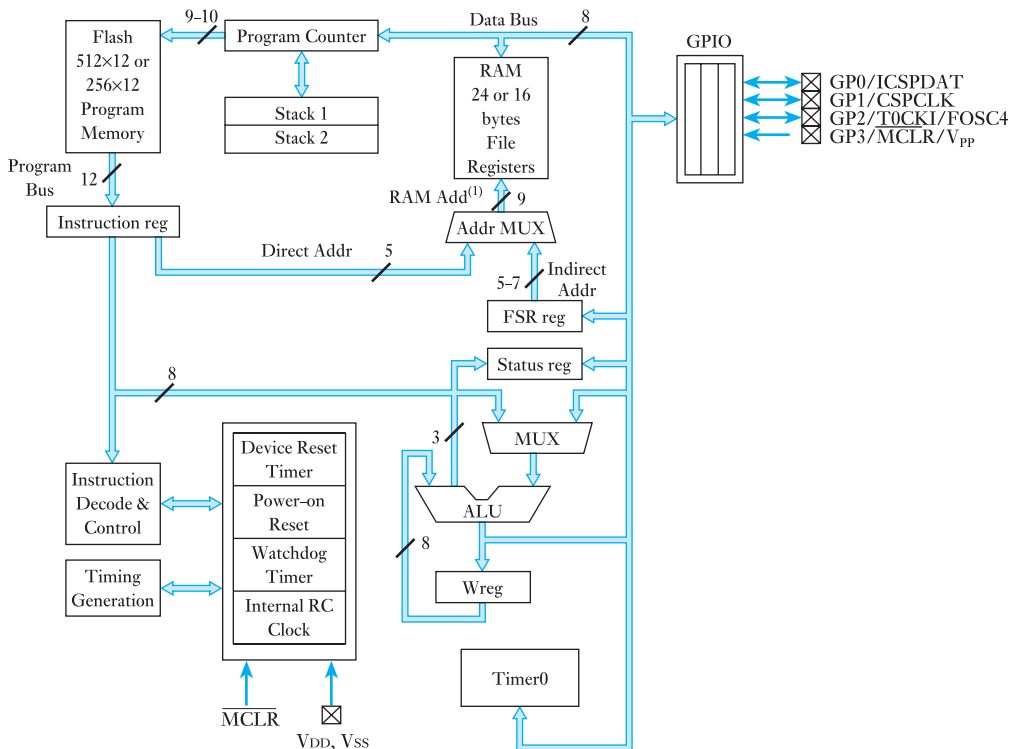 9–10
Data Bus
8
Flash
512×12 or
256×12
Program
Memory
Program Counter
GPIO
RAM
24 or 16
bytes
File
Registers
GP0/ICSPDAT
GP1/CSPCLK
GP2/T0CKI/FOSC4
GP3/MCLR/VPP
Stack 1
Stack 2
Program
Bus
12
RAM Add(1)
9
Instruction reg
Addr MUX
Direct Addr
5
Indirect
Addr
5–7
FSR reg
Status reg
8
3
MUX
Device Reset
Timer
Instruction
Decode &
Control
Power–on
Reset
ALU
8
Watchdog
Timer
Timing
Generation
Wreg
Internal RC
Clock
Timer0
MCLR
VDD, VSS